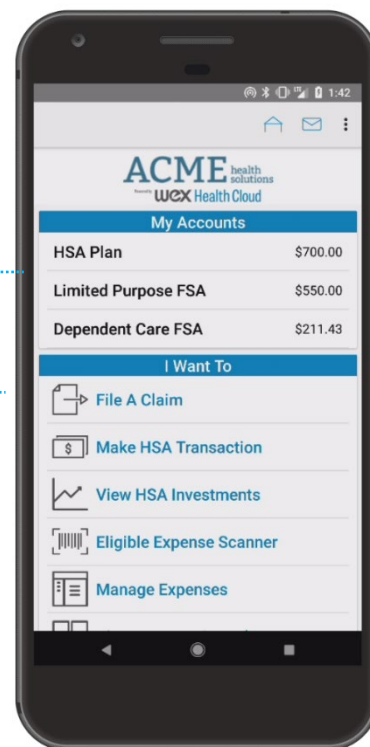 1:42
ACME health solutions
Powered by WEX Health Cloud
My Accounts
HSA Plan $700.00
Limited Purpose FSA $550.00
Dependent Care FSA $211.43
I Want To
File A Claim
$ Make HSA Transaction
View HSA Investments
Eligible Expense Scanner
Manage Expenses